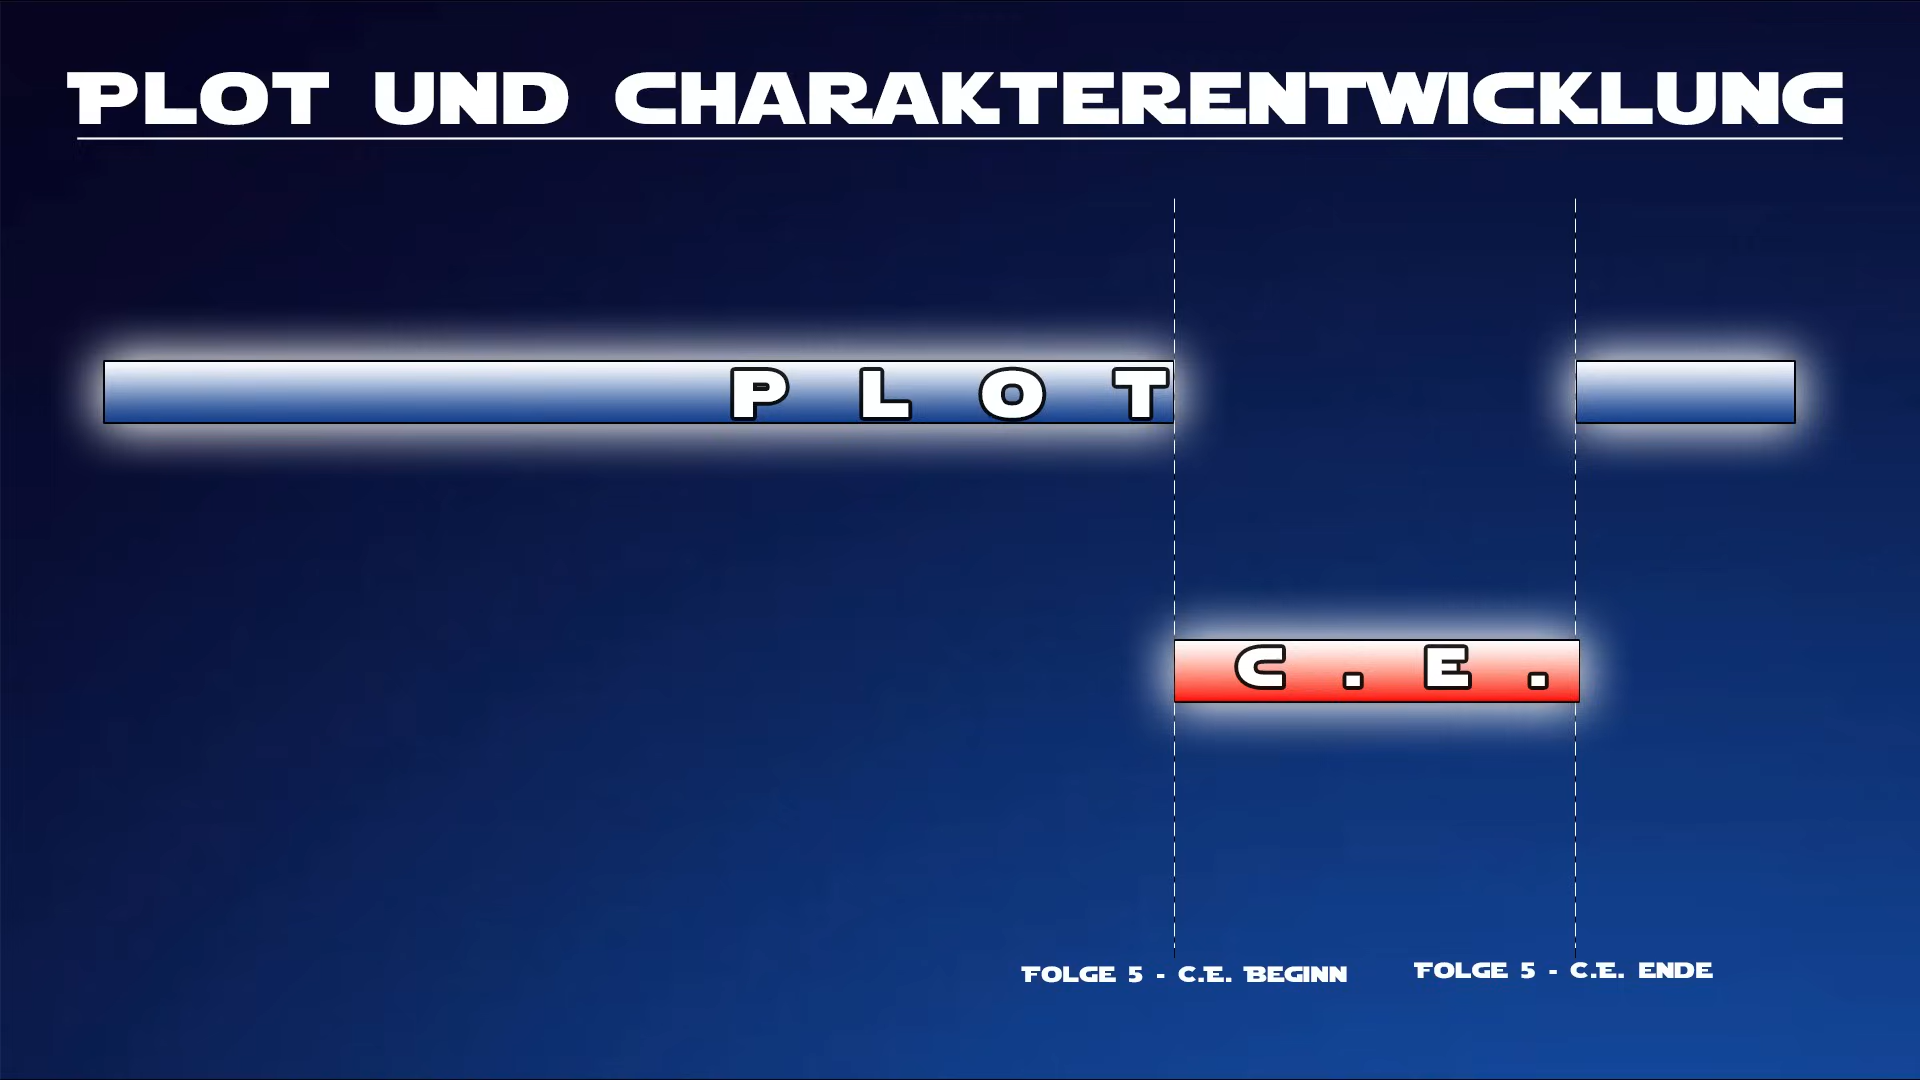 PLOT UND CHARAKTERENTWICKLUNG
PLOT
C.E.
FOLGE 5 - C.E. BEGINN
FOLGE 5 - C.E. ENDE